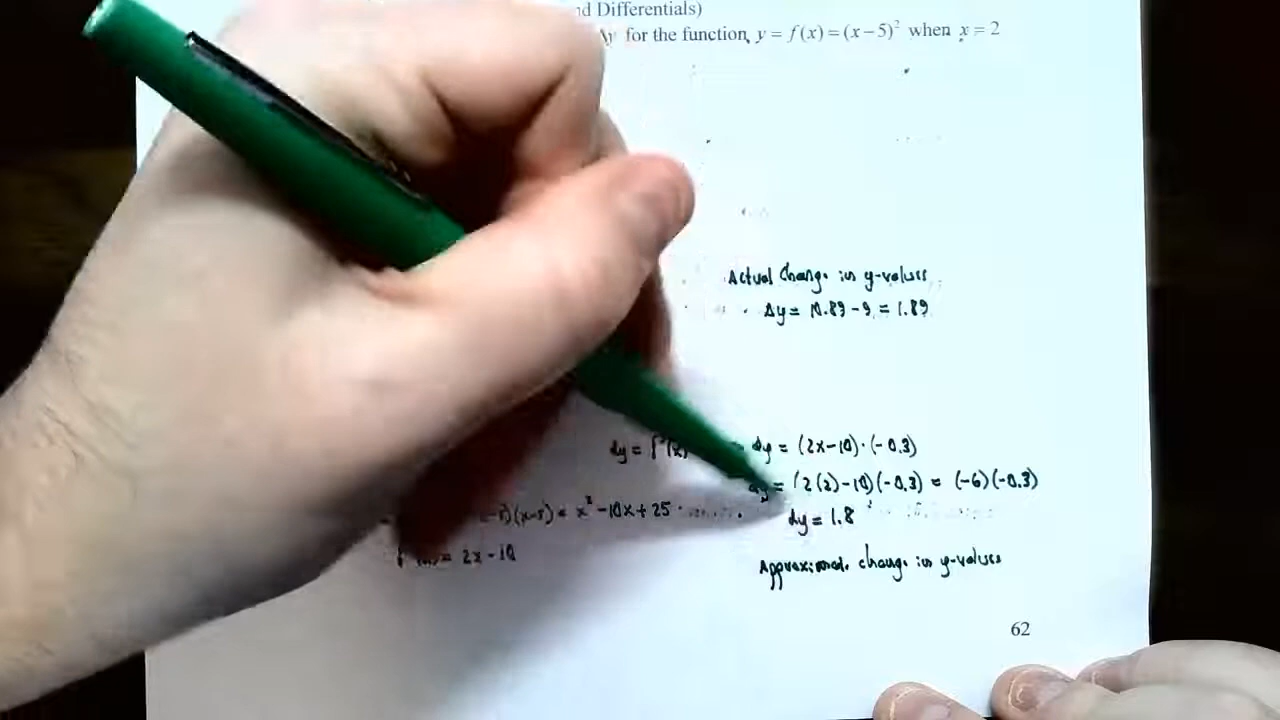 nd Differentials)
Δy for the function, y = f(x) = (x−5)² when x = 2
Actual change in y-values
Δy = 10.89 − 9 = 1.89
dy = f'(x) dy = (2x−10)·(−0.3)
dy = (2(2)−10)(−0.3) = (−6)(−0.3)
−5)(x−5) = x² −10x + 25
dy = 1.8
= 2x −10
Approximate change in y-values
62